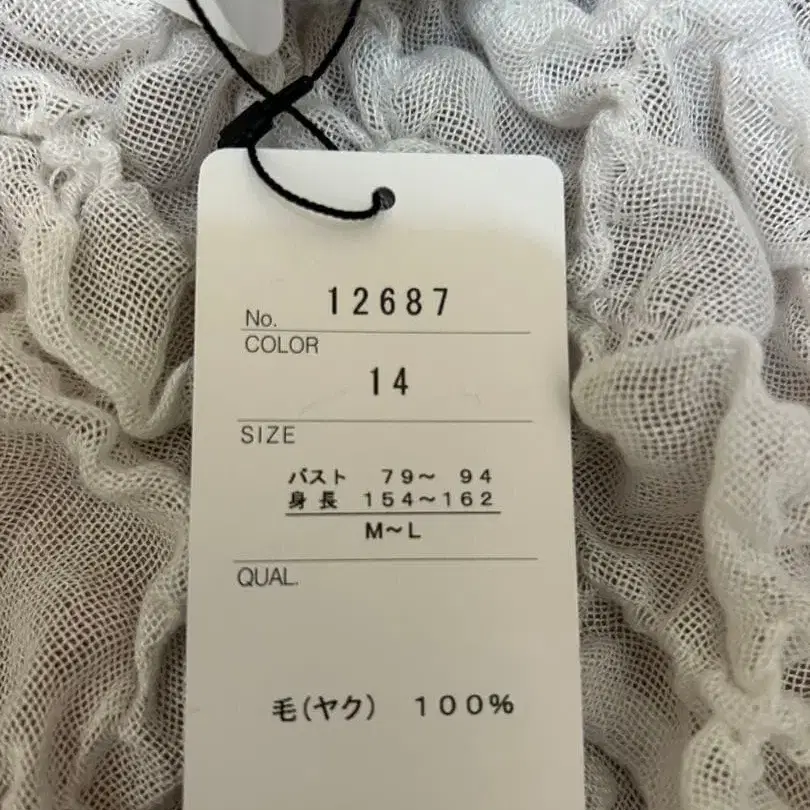 No. 12687
COLOR
14
SIZE
バスト 79～ 94
身長 154～162
M～L
QUAL.
毛(ヤク) 100%